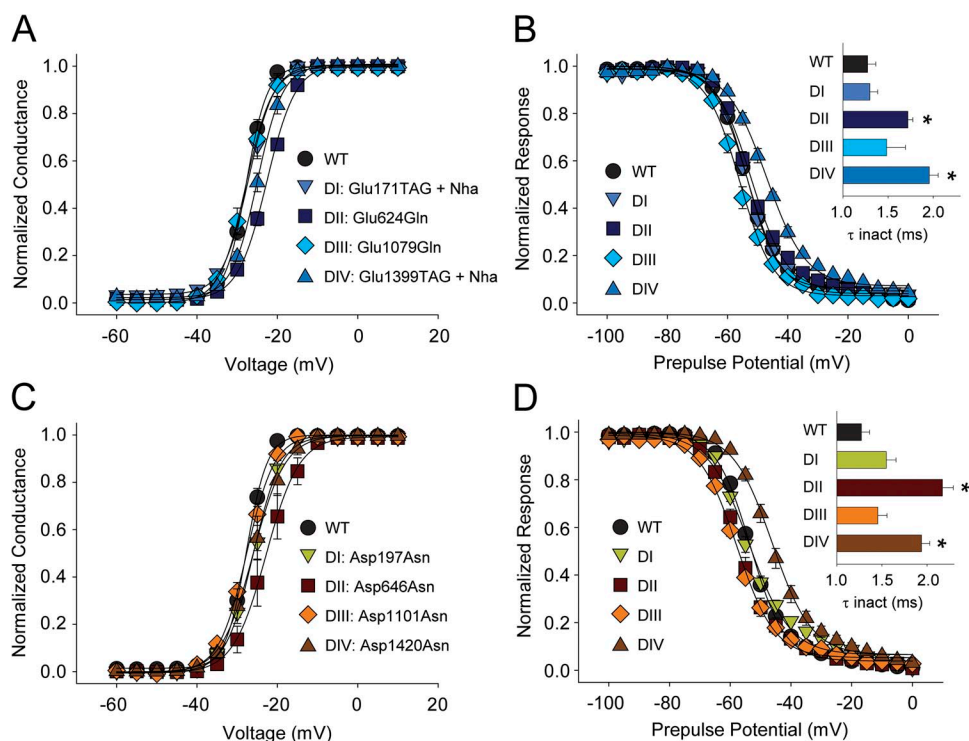 A
Normalized Conductance
1.0
0.8
0.6
0.4
0.2
0.0
WT
DI: Glu171TAG + Nha
DII: Glu624Gln
DIII: Glu1079Gln
DIV: Glu1399TAG + Nha
-60 -40 -20 0 20
Voltage (mV)
B
Normalized Response
1.0
0.8
0.6
0.4
0.2
0.0
WT
DI
DII
DIII
DIV
-100 -80 -60 -40 -20 0
Prepulse Potential (mV)
WT
DI
DII *
DIII
DIV *
1.0 1.5 2.0
τ inact (ms)
C
Normalized Conductance
1.0
0.8
0.6
0.4
0.2
0.0
WT
DI: Asp197Asn
DII: Asp646Asn
DIII: Asp1101Asn
DIV: Asp1420Asn
-60 -40 -20 0 20
Voltage (mV)
D
Normalized Response
1.0
0.8
0.6
0.4
0.2
0.0
WT
DI
DII
DIII
DIV
-100 -80 -60 -40 -20 0
Prepulse Potential (mV)
WT
DI
DII *
DIII
DIV *
1.0 1.5 2.0
τ inact (ms)